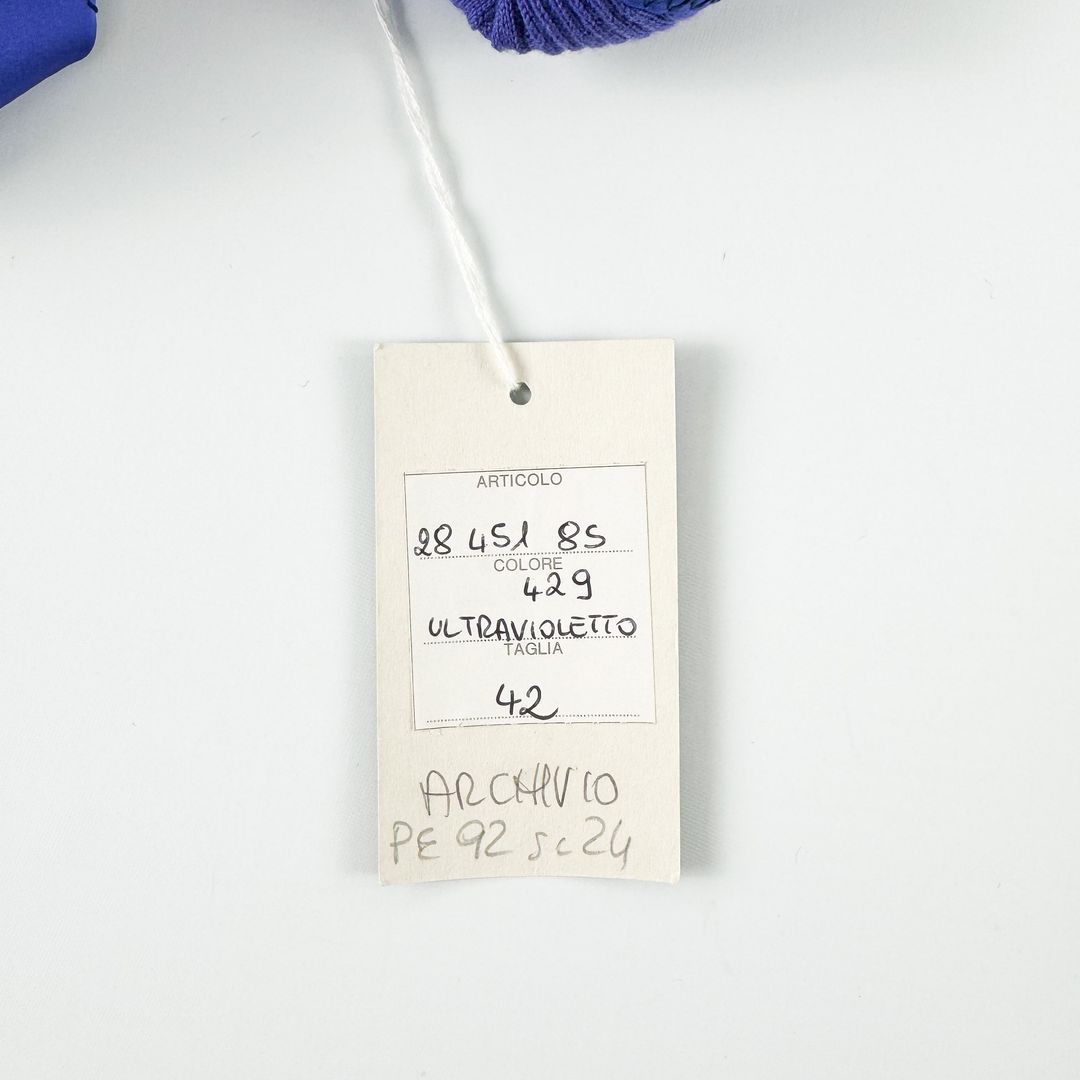 ARTICOLO
28 451 85
COLORE
429
ULTRAVIOLETTO
TAGLIA
42
ARCHIVIO
PE 92 sc 24